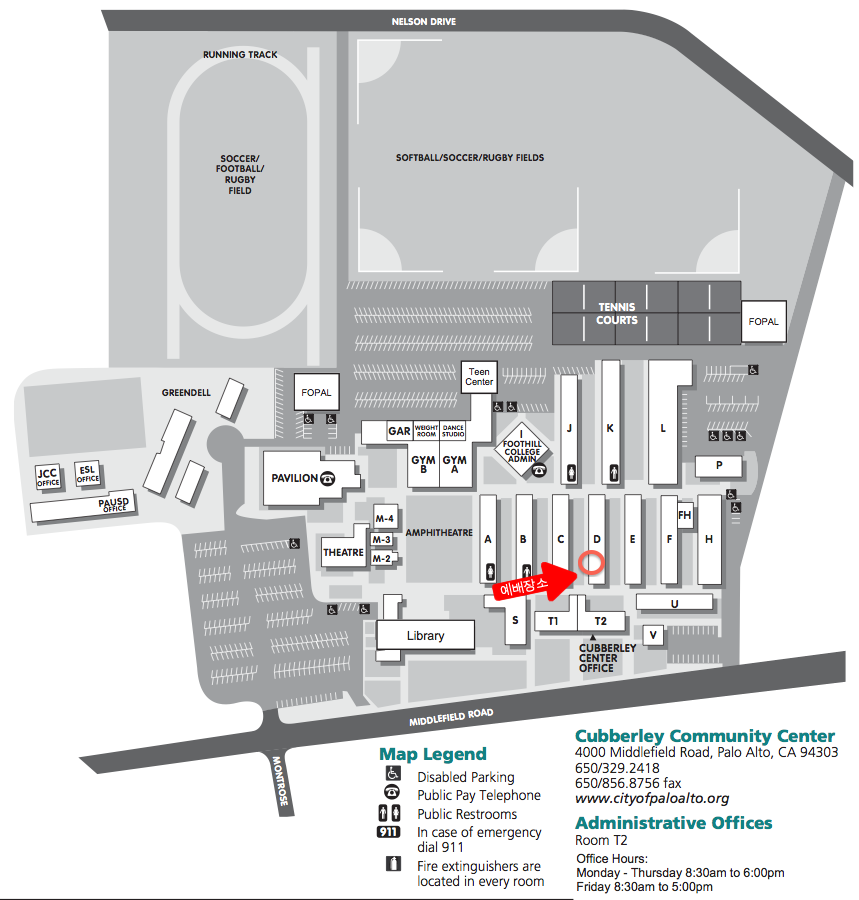 NELSON DRIVE
RUNNING TRACK
SOCCER/
FOOTBALL/
RUGBY
FIELD
SOFTBALL/SOCCER/RUGBY FIELDS
TENNIS
COURTS
FOPAL
Teen
Center
GREENDELL
FOPAL
GAR
WEIGHT
ROOM
DANCE
STUDIO
GYM
B
GYM
A
I
FOOTHILL
COLLEGE
ADMIN.
J
K
L
P
JCC
OFFICE
ESL
OFFICE
PAUSD
OFFICE
PAVILION
M-4
M-3
M-2
THEATRE
AMPHITHEATRE
A
B
C
D
E
F
FH
H
예배장소
U
S
T1
T2
V
Library
CUBBERLEY
CENTER
OFFICE
MIDDLEFIELD ROAD
MONTROSE
Map Legend
Disabled Parking
Public Pay Telephone
Public Restrooms
911
In case of emergency
dial 911
Fire extinguishers are
located in every room
Cubberley Community Center
4000 Middlefield Road, Palo Alto, CA 94303
650/329.2418
650/856.8756 fax
www.cityofpaloalto.org
Administrative Offices
Room T2
Office Hours:
Monday - Thursday 8:30am to 6:00pm
Friday 8:30am to 5:00pm